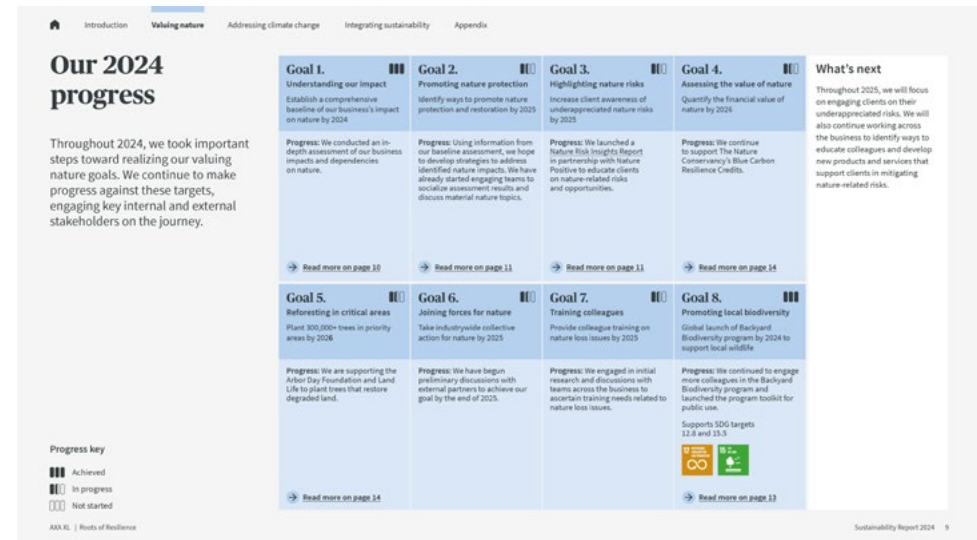 Introduction
Valuing nature
Addressing climate change
Integrating sustainability
Appendix
Our 2024
progress
Throughout 2024, we took important
steps toward realizing our valuing
nature goals. We continue to make
progress against these targets,
engaging key internal and external
stakeholders on the journey.
Goal 1.
Understanding our impact
Establish a comprehensive
baseline of our business's impact
on nature by 2024
Progress: We conducted an in-
depth assessment of our business
impacts and dependencies
on nature.
Read more on page 10
Goal 2.
Promoting nature protection
Identify ways to promote nature
protection and restoration by 2025
Progress: Using information from
our baseline assessment, we hope
to develop strategies to address
identified nature impacts. We have
already started engaging teams to
socialize assessment results and
discuss material nature topics.
Read more on page 11
Goal 3.
Highlighting nature risks
Increase client awareness of
underappreciated nature risks
by 2025
Progress: We launched a
Nature Risk Insights Report
in partnership with Nature
Positive to educate clients
on nature-related risks
and opportunities.
Read more on page 11
Goal 4.
Assessing the value of nature
Quantify the financial value of
nature by 2026
Progress: We continue
to support The Nature
Conservancy's Blue Carbon
Resilience Credits.
Read more on page 14
What's next
Throughout 2025, we will focus
on engaging clients on their
underappreciated risks. We will
also continue working across
the business to identify ways to
educate colleagues and develop
new products and services that
support clients in mitigating
nature-related risks.
Goal 5.
Reforesting in critical areas
Plant 300,000+ trees in priority
areas by 2026
Progress: We are supporting the
Arbor Day Foundation and Land
Life to plant trees that restore
degraded land.
Read more on page 14
Goal 6.
Joining forces for nature
Take industrywide collective
action for nature by 2025
Progress: We have begun
preliminary discussions with
external partners to achieve our
goal by the end of 2025.
Goal 7.
Training colleagues
Provide colleague training on
nature loss issues by 2025
Progress: We engaged in initial
research and discussions with
teams across the business to
ascertain training needs related to
nature loss issues.
Goal 8.
Promoting local biodiversity
Global launch of Backyard
Biodiversity program by 2024 to
support local wildlife
Progress: We continued to engage
more colleagues in the Backyard
Biodiversity program and
launched the program toolkit for
public use.
Supports SDG targets
12.8 and 15.5
12
15
Read more on page 13
Progress key
Achieved
In progress
Not started
AXA XL | Roots of Resilience
Sustainability Report 2024 9